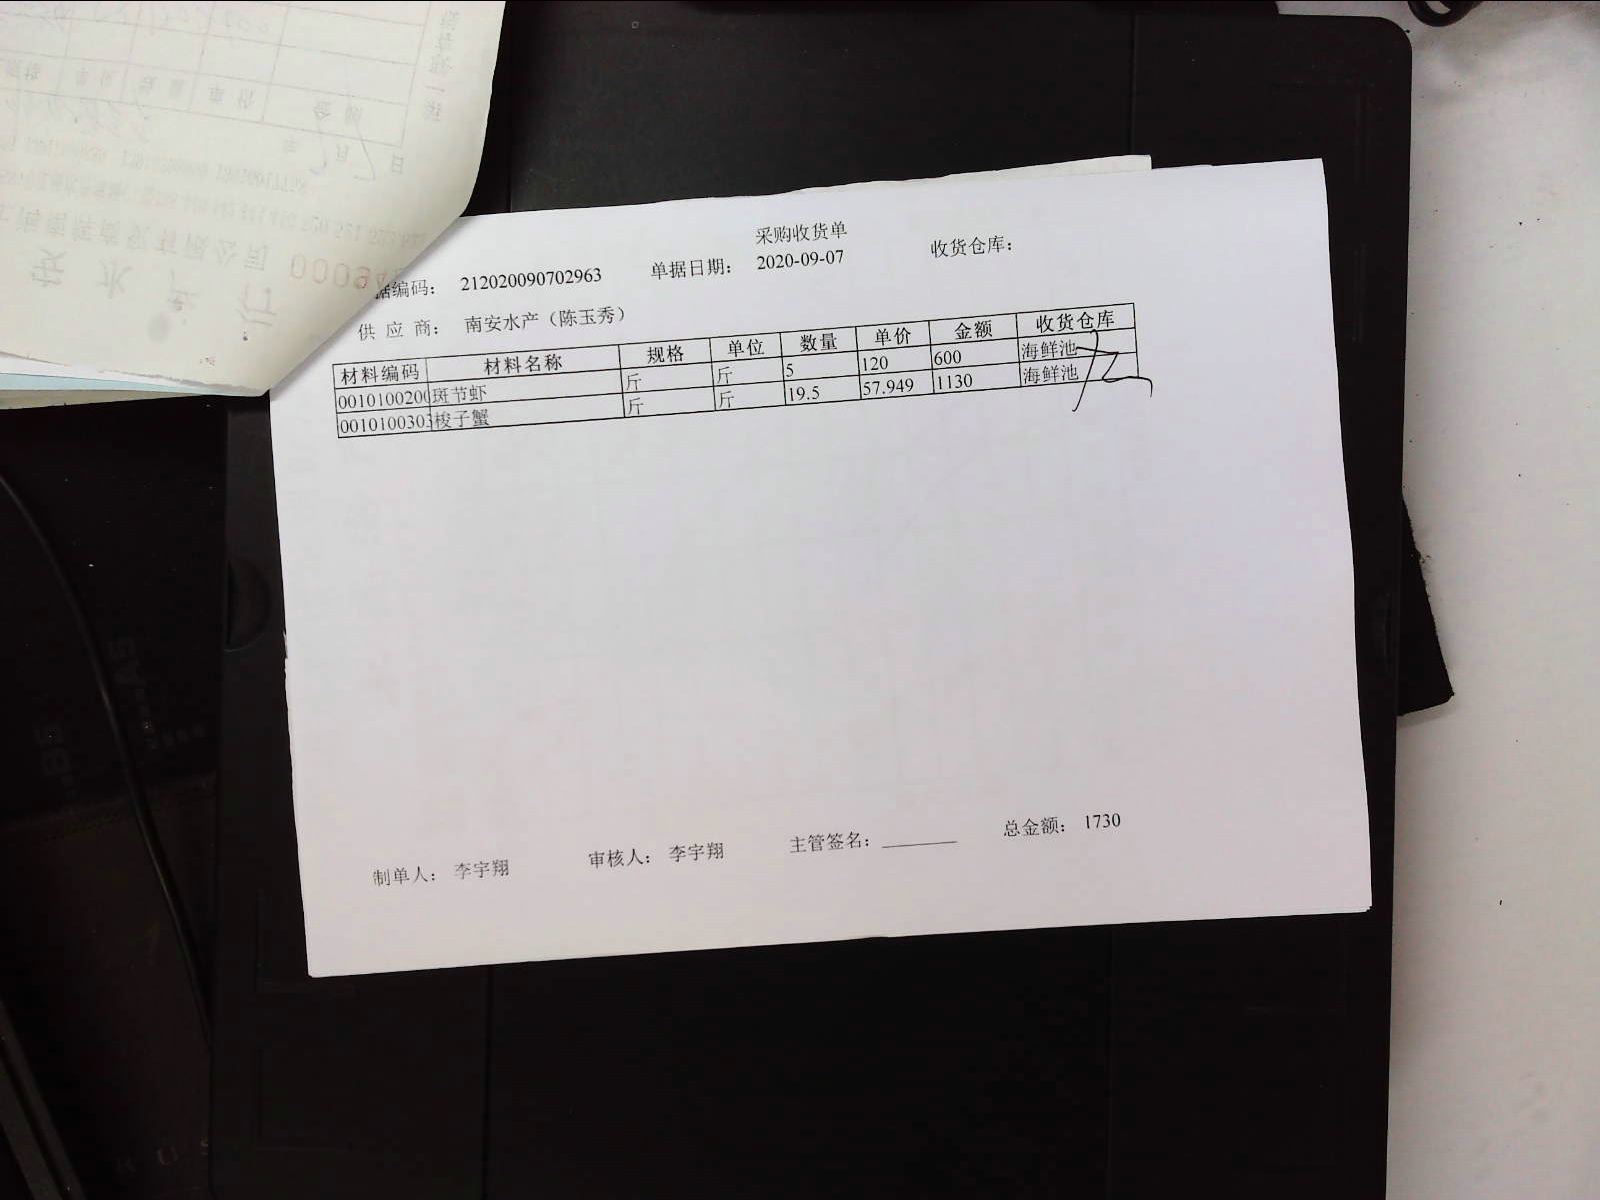 采购收货单
据编码： 212020090702963 单据日期： 2020-09-07 收货仓库：
供 应 商： 南安水产（陈玉秀）
材料编码 材料名称 规格 单位 数量 单价 金额 收货仓库
0010100200 斑节虾 斤 斤 5 120 600 海鲜池
0010100303 梭子蟹 斤 斤 19.5 57.949 1130 海鲜池
制单人： 李宇翔 审核人： 李宇翔 主管签名： 总金额： 1730
安 水 产 行